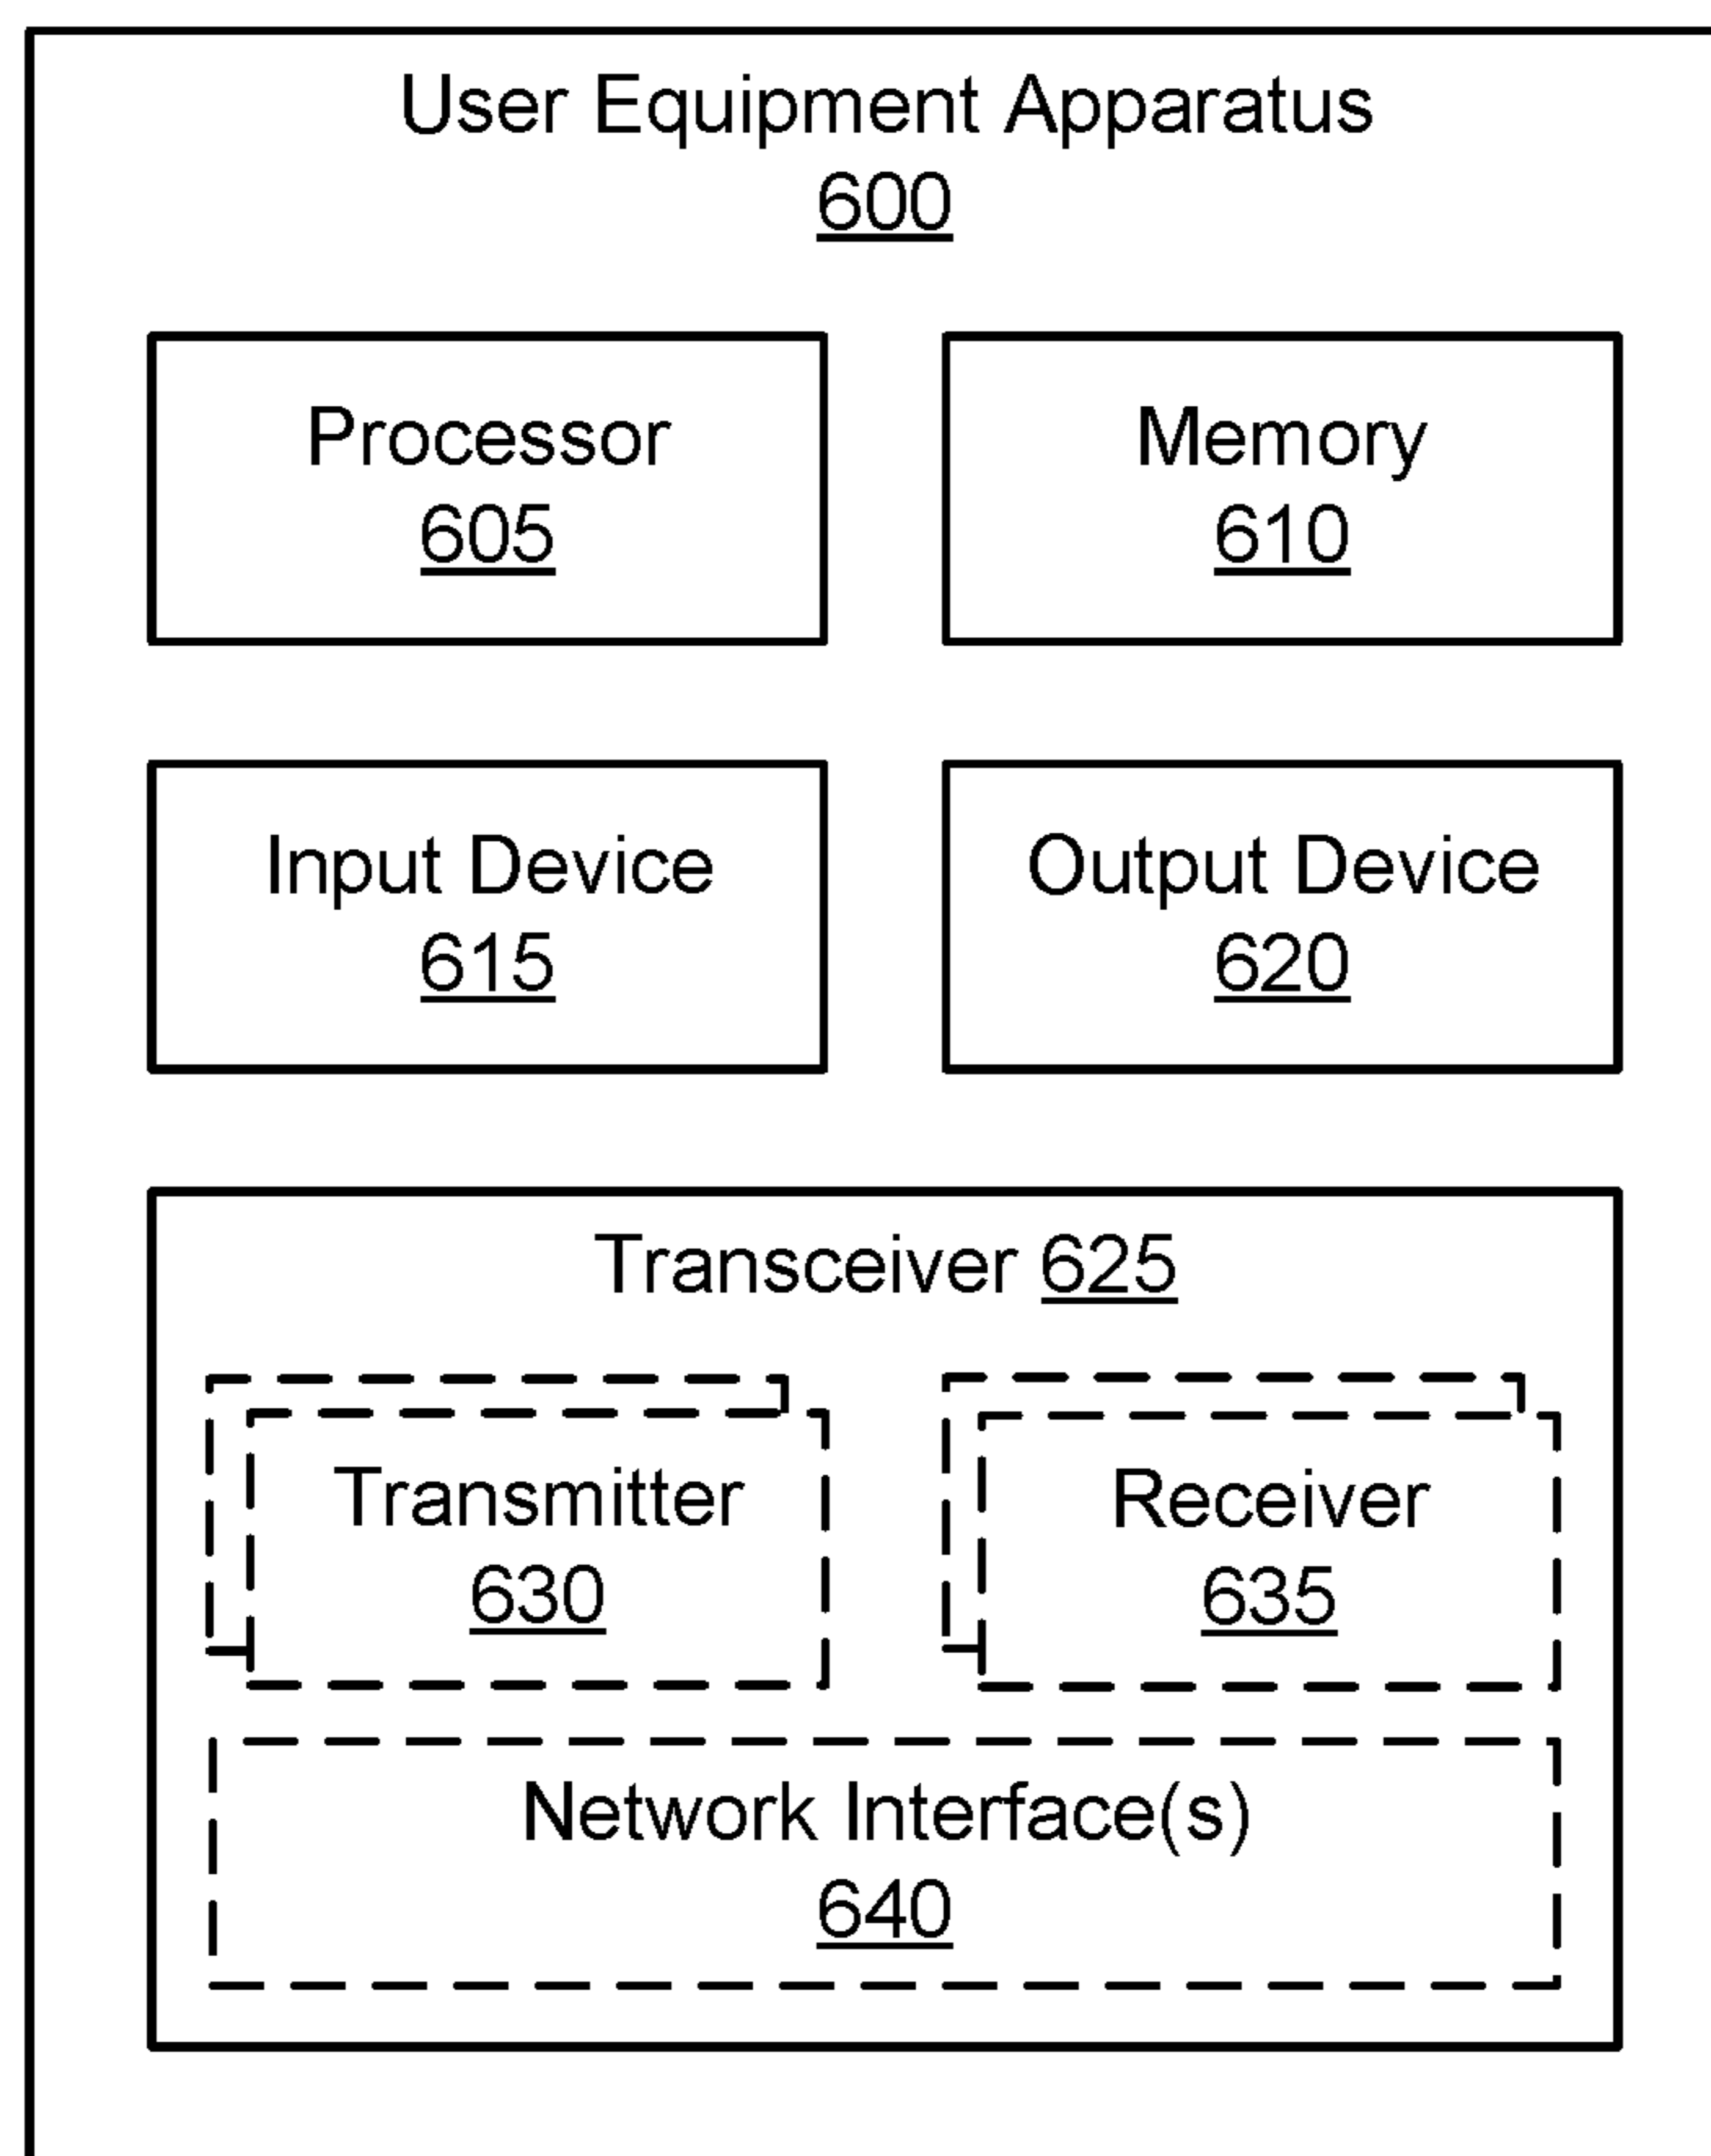 User Equipment Apparatus
600
Processor
605
Memory
610
Input Device
615
Output Device
620
Transceiver 625
Transmitter
630
Receiver
635
Network Interface(s)
640